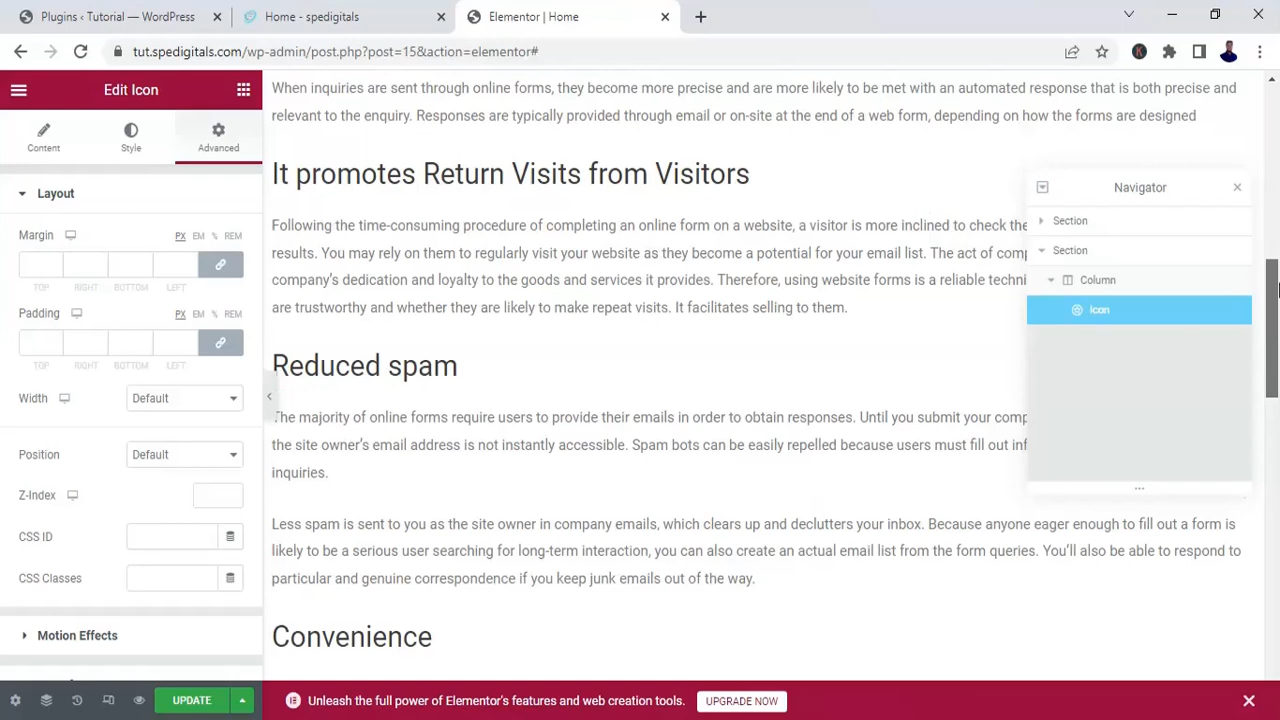 Plugins ‹ Tutorial — WordPress
Home - spedigitals
Elementor | Home
tut.spedigitals.com/wp-admin/post.php?post=15&action=elementor#
K
Edit Icon
Content
Style
Advanced
Layout
Margin
PX EM % REM
TOP RIGHT BOTTOM LEFT
Padding
PX EM % REM
TOP RIGHT BOTTOM LEFT
Width
Default
Position
Default
Z-Index
CSS ID
CSS Classes
Motion Effects
UPDATE
When inquiries are sent through online forms, they become more precise and are more likely to be met with an automated response that is both precise and
relevant to the enquiry. Responses are typically provided through email or on-site at the end of a web form, depending on how the forms are designed
It promotes Return Visits from Visitors
Following the time-consuming procedure of completing an online form on a website, a visitor is more inclined to check the
results. You may rely on them to regularly visit your website as they become a potential for your email list. The act of comp
company's dedication and loyalty to the goods and services it provides. Therefore, using website forms is a reliable techni
are trustworthy and whether they are likely to make repeat visits. It facilitates selling to them.
Reduced spam
The majority of online forms require users to provide their emails in order to obtain responses. Until you submit your comp
the site owner's email address is not instantly accessible. Spam bots can be easily repelled because users must fill out inf
inquiries.
Less spam is sent to you as the site owner in company emails, which clears up and declutters your inbox. Because anyone eager enough to fill out a form is
likely to be a serious user searching for long-term interaction, you can also create an actual email list from the form queries. You'll also be able to respond to
particular and genuine correspondence if you keep junk emails out of the way.
Convenience
Navigator
Section
Section
Column
Icon
Unleash the full power of Elementor's features and web creation tools.
UPGRADE NOW